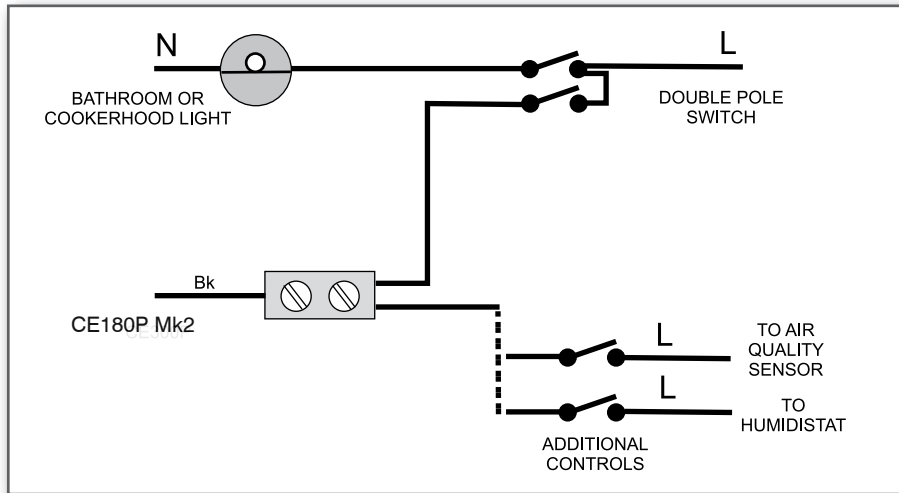 N
L
BATHROOM OR
COOKERHOOD LIGHT
DOUBLE POLE
SWITCH
Bk
CE180P Mk2
L
TO AIR
QUALITY
SENSOR
L
TO
HUMIDISTAT
ADDITIONAL
CONTROLS